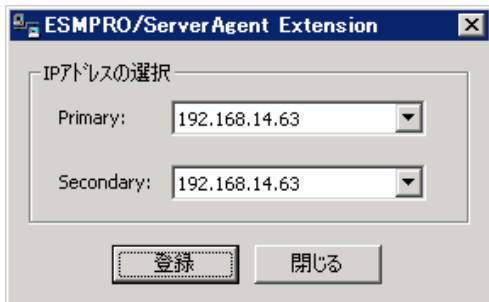 ESMPRO/ServerAgent Extension
IPアドレスの選択
Primary: 192.168.14.63
Secondary: 192.168.14.63
登録 閉じる